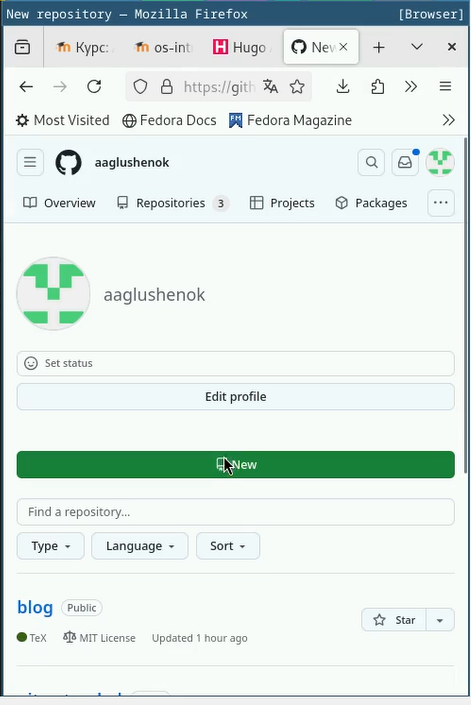 New repository — Mozilla Firefox [Browser]
Курс: os-int Hugo New
https://gith
Most Visited Fedora Docs Fedora Magazine
aaglushenok
Overview Repositories 3 Projects Packages
aaglushenok
Set status
Edit profile
New
Find a repository...
Type Language Sort
blog Public
Star
TeX MIT License Updated 1 hour ago